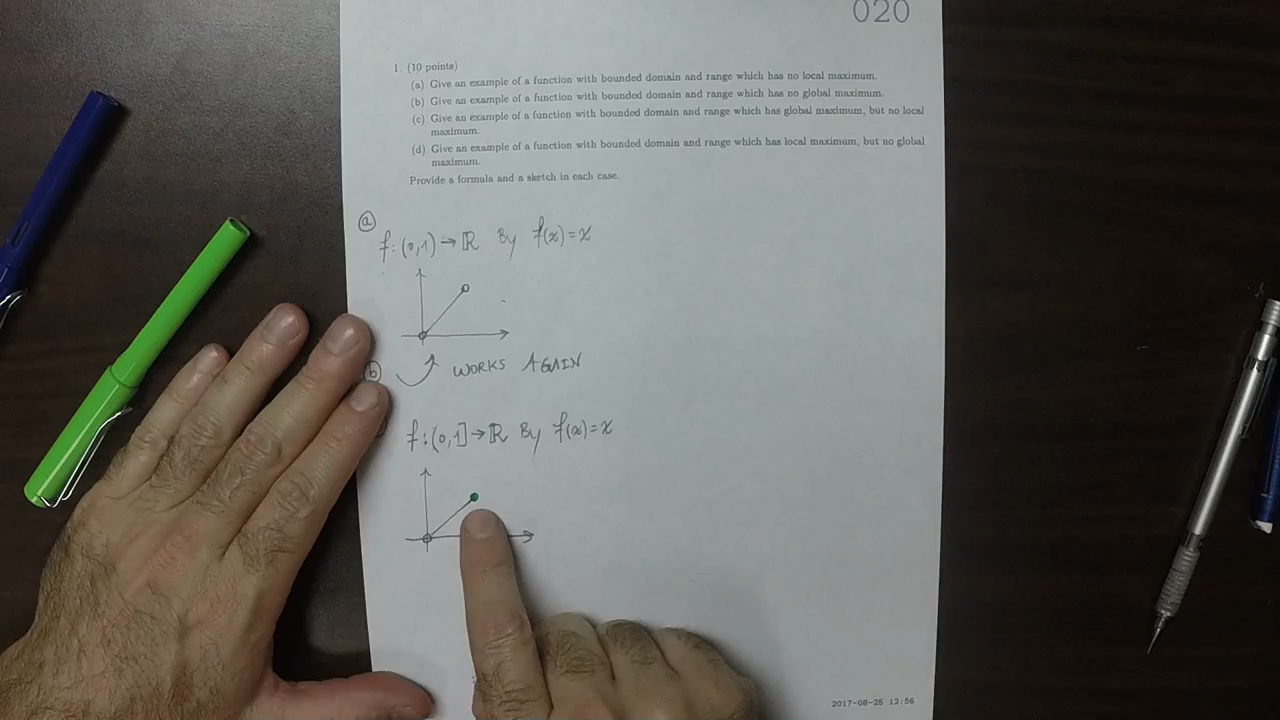 020
1. (10 points)
(a) Give an example of a function with bounded domain and range which has no local maximum.
(b) Give an example of a function with bounded domain and range which has no global maximum.
(c) Give an example of a function with bounded domain and range which has global maximum, but no local
maximum.
(d) Give an example of a function with bounded domain and range which has local maximum, but no global
maximum.
Provide a formula and a sketch in each case.
a
f:(0,1)→ℝ By f(x)=x
b WORKS AGAIN
f:(0,1]→ℝ By f(x)=x
2017-08-25 12:56